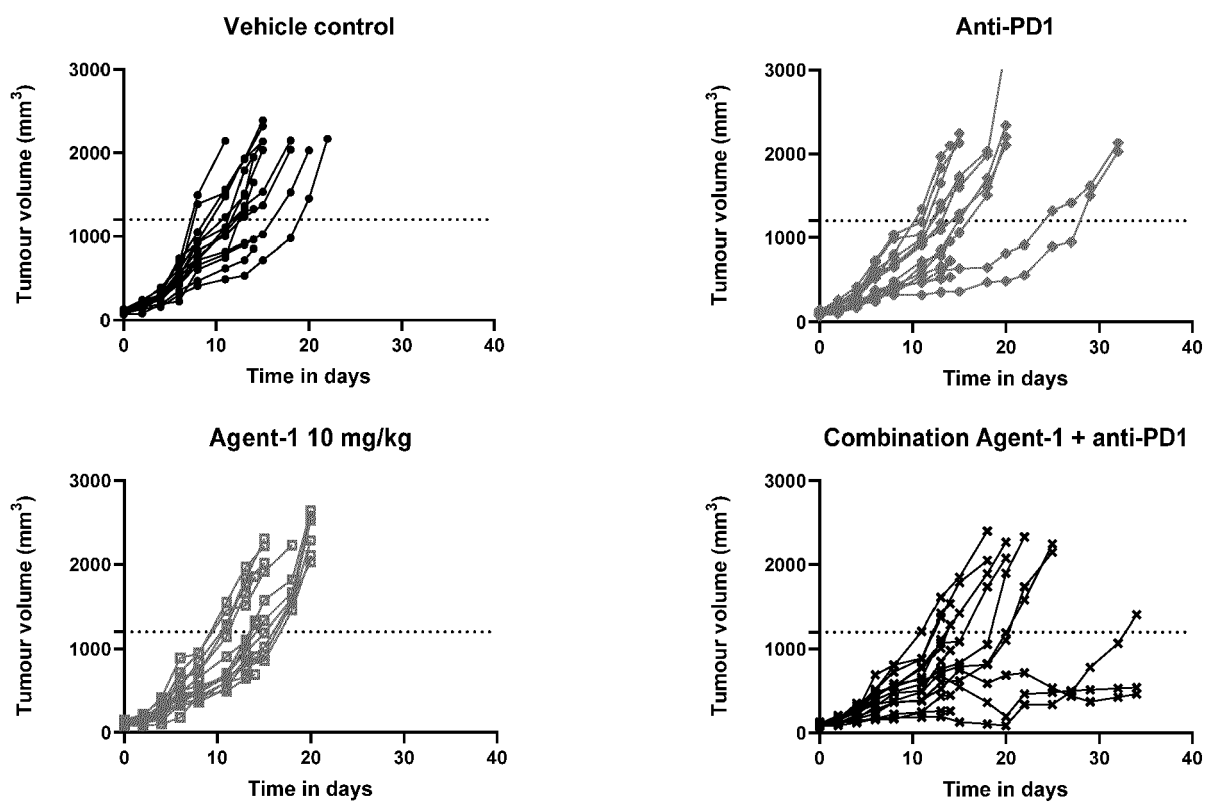 Vehicle control
Tumour volume (mm³)
3000
2000
1000
0
0 10 20 30 40
Time in days
Anti-PD1
Tumour volume (mm³)
3000
2000
1000
0
0 10 20 30 40
Time in days
Agent-1 10 mg/kg
Tumour volume (mm³)
3000
2000
1000
0
0 10 20 30 40
Time in days
Combination Agent-1 + anti-PD1
Tumour volume (mm³)
3000
2000
1000
0
0 10 20 30 40
Time in days